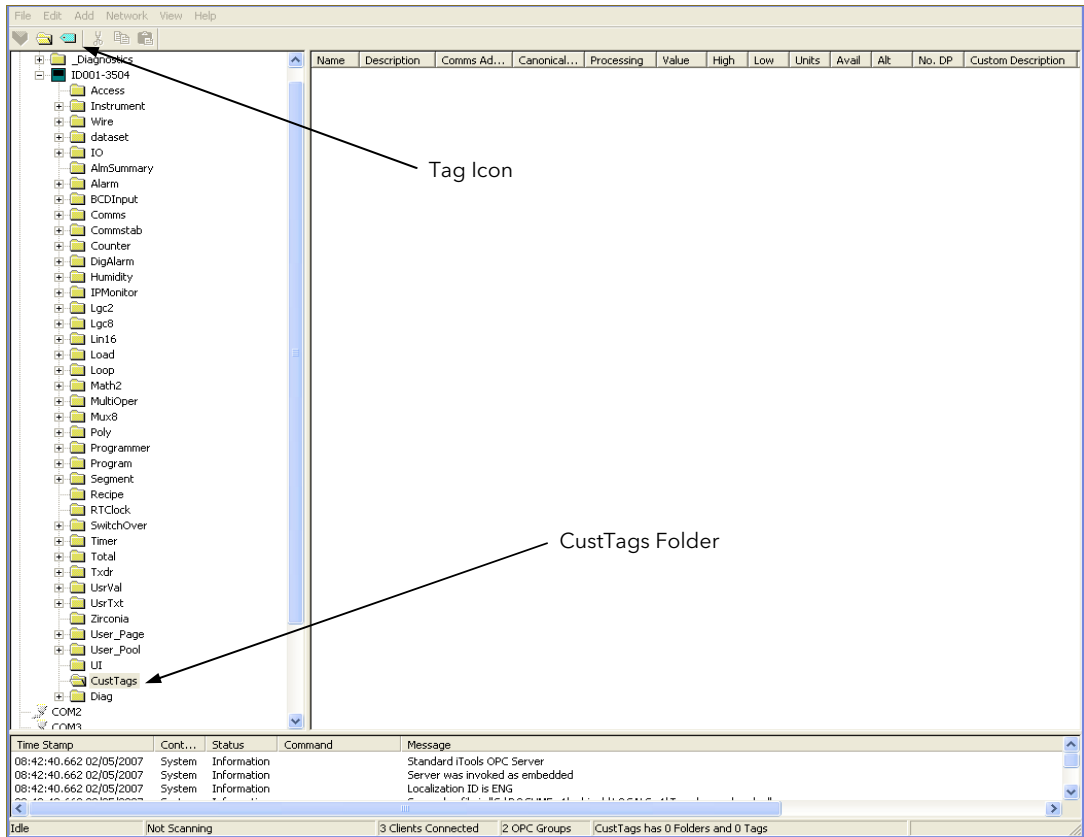 File Edit Add Network View Help
Name Description Comms Ad... Canonical... Processing Value High Low Units Avail Alt No. DP Custom Description
_Diagnostics
ID001-3504
Access
Instrument
Wire
dataset
IO
AlmSummary
Alarm
BCDInput
Comms
Commstab
Counter
DigAlarm
Humidity
IPMonitor
Lgc2
Lgc8
Lin16
Load
Loop
Math2
MultiOper
Mux8
Poly
Programmer
Program
Segment
Recipe
RTClock
SwitchOver
Timer
Total
Txdr
UsrVal
UsrTxt
Zirconia
User_Page
User_Pool
UI
CustTags
Diag
COM2
COM3
Tag Icon
CustTags Folder
Time Stamp Cont... Status Command Message
08:42:40.662 02/05/2007 System Information Standard iTools OPC Server
08:42:40.662 02/05/2007 System Information Server was invoked as embedded
08:42:40.662 02/05/2007 System Information Localization ID is ENG
Idle Not Scanning 3 Clients Connected 2 OPC Groups CustTags has 0 Folders and 0 Tags